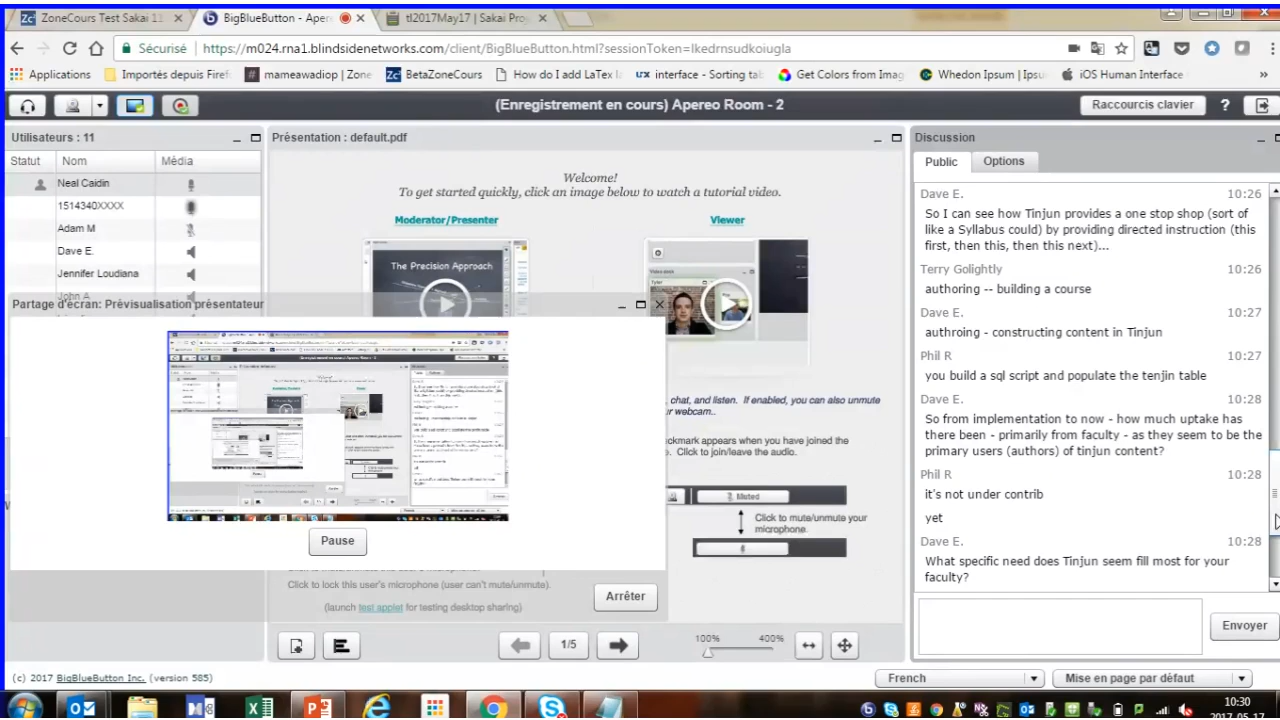 ZoneCours Test Sakai 11
BigBlueButton - Aper
tl2017May17 | Sakai Pro
Sécurisé
https://m024.rna1.blindsidenetworks.com/client/BigBlueButton.html?sessionToken=lkedrnsudkoiugla
Applications
Importés depuis Firef
mameawadiop | Zone
BetaZoneCours
How do I add LaTex
interface - Sorting ta
Get Colors from Imag
Whedon Ipsum | Ipsu
iOS Human Interface
(Enregistrement en cours) Apereo Room - 2
Raccourcis clavier
?
Utilisateurs : 11
Statut Nom Média
Neal Caidin
1514340XXXX
Adam M
Dave E.
Jennifer Loudiana
John A.
Présentation : default.pdf
Welcome!
To get started quickly, click an image below to watch a tutorial video.
Moderator/Presenter
Viewer
The Precision Approach
Partage d'écran: Prévisualisation présentateur
Pause
, chat, and listen. If enabled, you can also unmute
ur webcam..
ckmark appears when you have joined the
Click to join/leave the audio.
Muted
Click to mute/unmute your
microphone.
Click to lock this user's microphone (user can't mute/unmute).
(launch test applet for testing desktop sharing)
Arrêter
1/5
100% 400%
Discussion
Public
Options
Dave E. 10:26
So I can see how Tinjun provides a one stop shop (sort of
like a Syllabus could) by providing directed instruction (this
first, then this, then this next)...
Terry Golightly 10:26
authoring -- building a course
Dave E. 10:27
authroing - constructing content in Tinjun
Phil R 10:27
you build a sql script and populate the tenjin table
Dave E. 10:28
So from implementation to now - how much uptake has
there been - primarily from faculty - as they seem to be the
primary users (authors) of tinjun content?
Phil R 10:28
it's not under contrib
yet
Dave E. 10:28
What specific need does Tinjun seem fill most for your
faculty?
Envoyer
(c) 2017 BigBlueButton Inc. (version 585)
French
Mise en page par défaut
10:30
2017-05-17